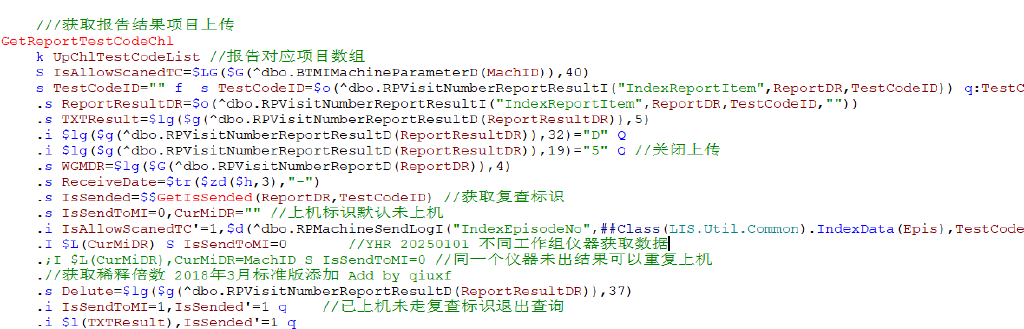 ///获取报告结果项目上传
GetReportTestCodeChl
k UpChlTestCodeList //报告对应项目数组
S IsAllowScanedTC=$LG($G(^dbo.BTMIMachineParameterD(MachID)),40)
s TestCodeID="" f  s TestCodeID=$o(^dbo.RPVisitNumberReportResultI("IndexReportItem",ReportDR,TestCodeID)) q:TestC
.s ReportResultDR=$o(^dbo.RPVisitNumberReportResultI("IndexReportItem",ReportDR,TestCodeID,""))
.s TXTResult=$lg($g(^dbo.RPVisitNumberReportResultD(ReportResultDR)),5)
.i $lg($g(^dbo.RPVisitNumberReportResultD(ReportResultDR)),32)="D" Q
.i $lg($g(^dbo.RPVisitNumberReportResultD(ReportResultDR)),19)="5" Q //关闭上传
.s WGMDR=$lg($G(^dbo.RPVisitNumberReportD(ReportDR)),4)
.s ReceiveDate=$tr($zd($h,3),"-")
.s IsSended=$$GetIsSended(ReportDR,TestCodeID) //获取复查标识
.s IsSendToMI=0,CurMiDR="" //上机标识默认未上机
.i IsAllowScanedTC'=1,$d(^dbo.RPMachineSendLogI("IndexEpisodeNo",##Class(LIS.Util.Common).IndexData(Epis),TestCode
.I $L(CurMiDR) S IsSendToMI=0 //YHR 20250101 不同工作组仪器获取数据
.;I $L(CurMiDR),CurMiDR=MachID S IsSendToMI=0 //同一个仪器未出结果可以重复上机
.//获取稀释倍数 2018年3月标准版添加 Add by qiuxf
.s Delute=$lg($g(^dbo.RPVisitNumberReportResultD(ReportResultDR)),37)
.i IsSendToMI=1,IsSended'=1 q //已上机未走复查标识退出查询
.i $l(TXTResult),IsSended'=1 q